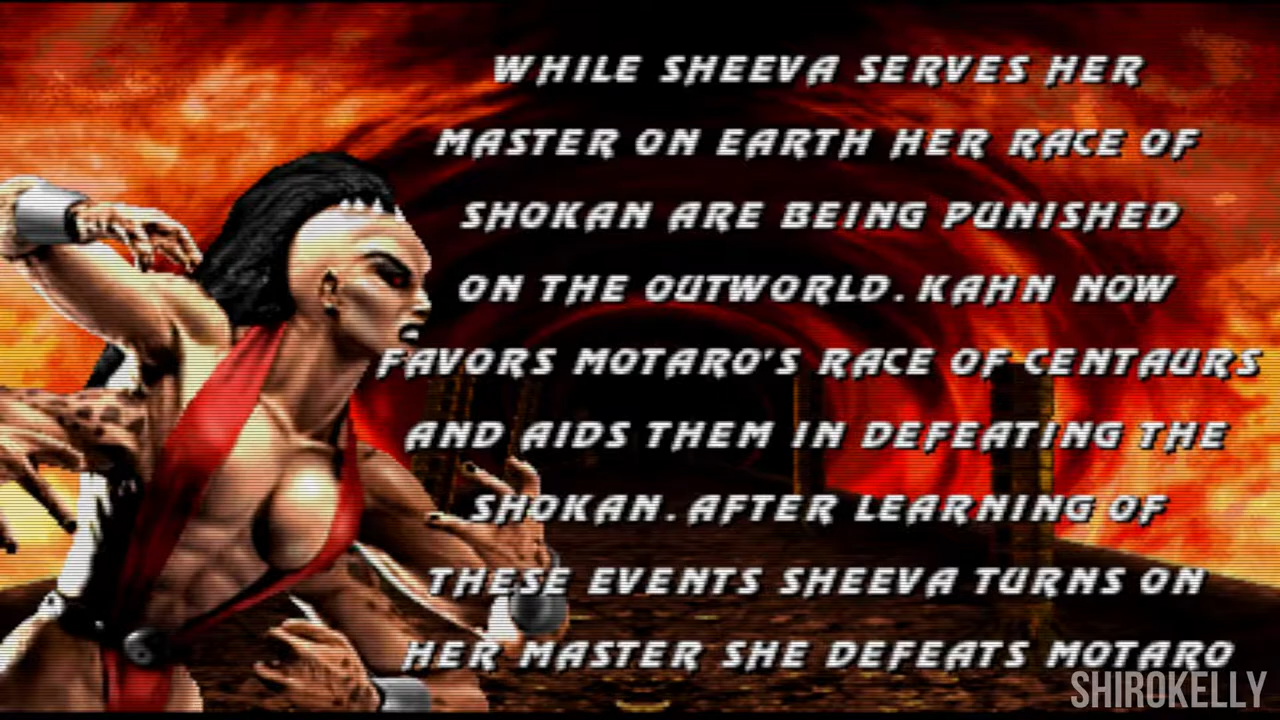 WHILE SHEEVA SERVES HER
MASTER ON EARTH HER RACE OF
SHOKAN ARE BEING PUNISHED
ON THE OUTWORLD. KAHN NOW
FAVORS MOTARO'S RACE OF CENTAURS
AND AIDS THEM IN DEFEATING THE
SHOKAN. AFTER LEARNING OF
THESE EVENTS SHEEVA TURNS ON
HER MASTER SHE DEFEATS MOTARO
SHIROKELLY